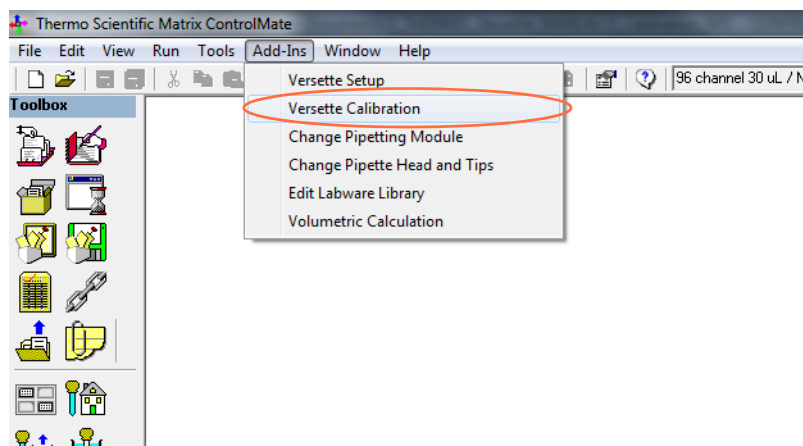 Thermo Scientific Matrix ControlMate
File Edit View Run Tools Add-Ins Window Help
96 channel 30 uL / N
Toolbox
Versette Setup
Versette Calibration
Change Pipetting Module
Change Pipette Head and Tips
Edit Labware Library
Volumetric Calculation